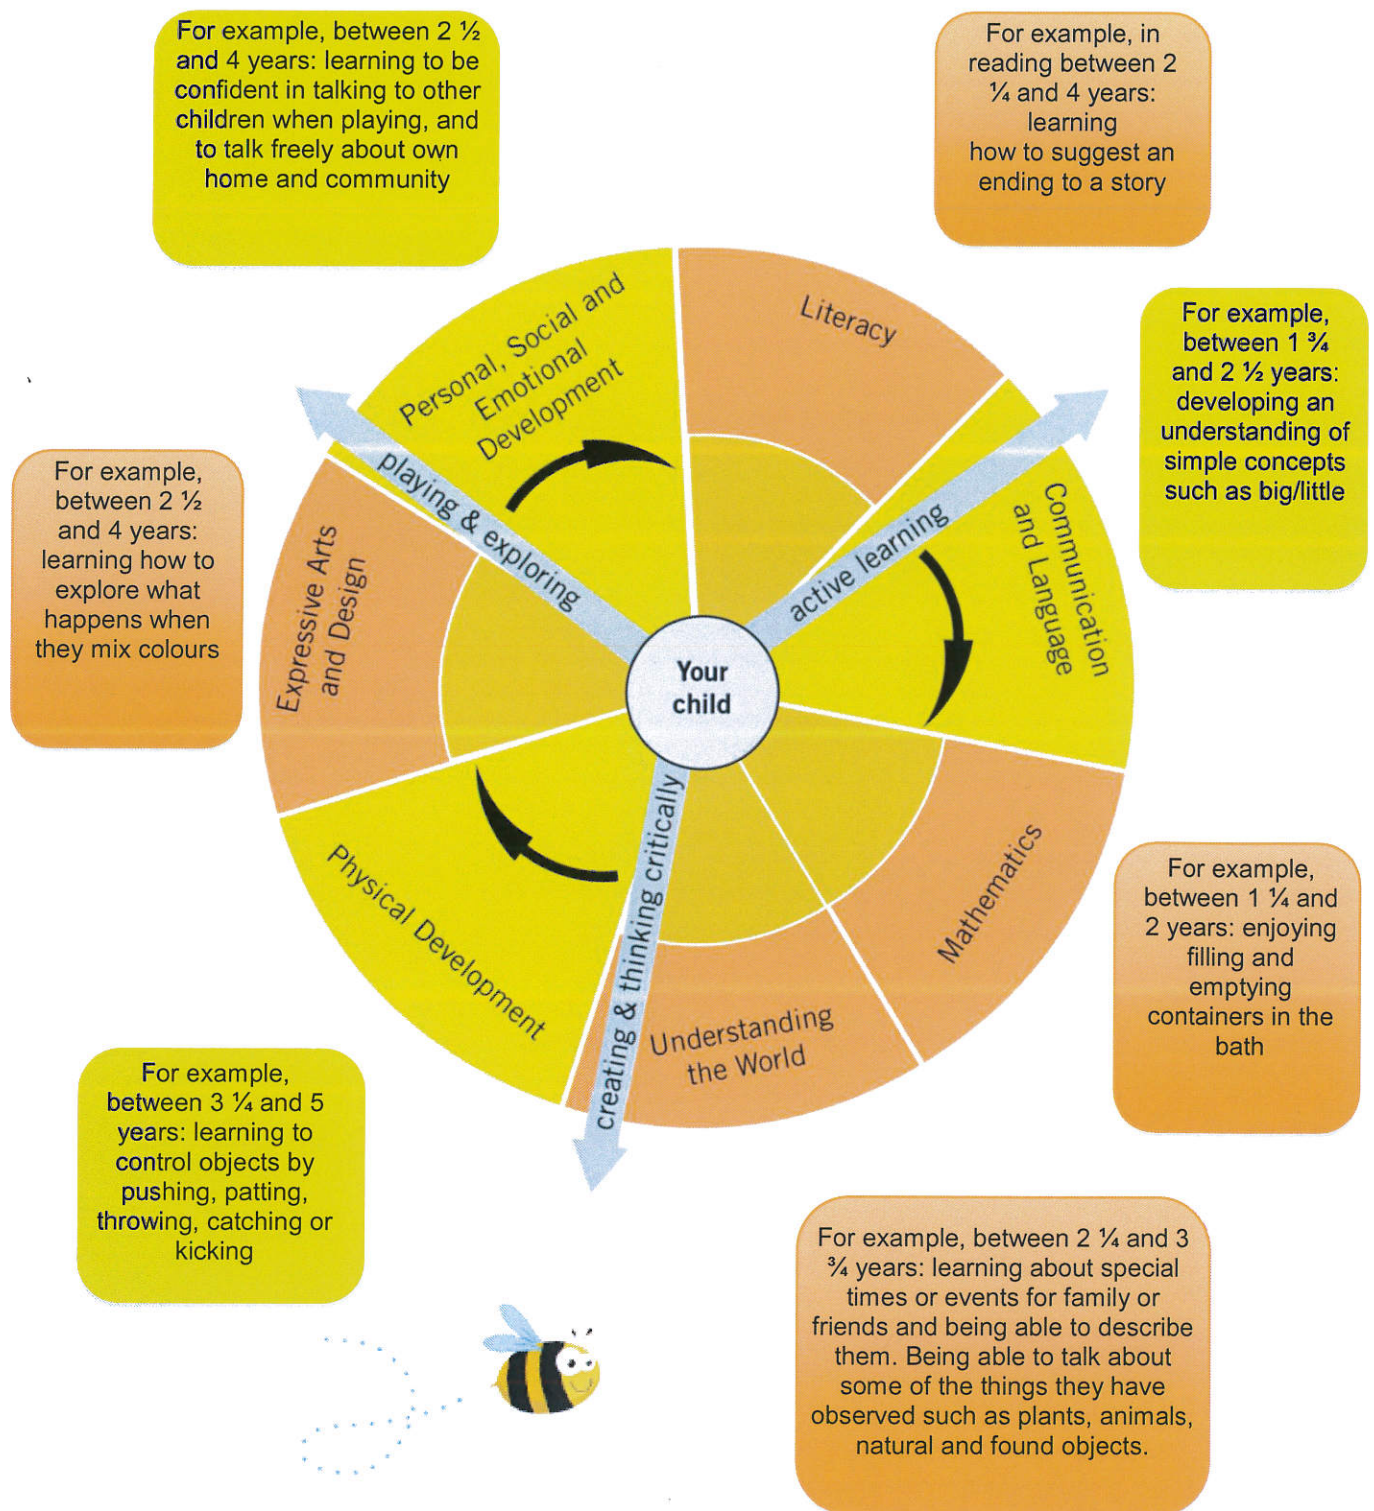 For example, between 2 ½
and 4 years: learning to be
confident in talking to other
children when playing, and
to talk freely about own
home and community
For example, in
reading between 2
¼ and 4 years:
learning
how to suggest an
ending to a story
For example,
between 1 ¾
and 2 ½ years:
developing an
understanding of
simple concepts
such as big/little
For example,
between 2 ½
and 4 years:
learning how to
explore what
happens when
they mix colours
Personal, Social and
Emotional
Development
Literacy
Communication
and Language
Expressive Arts
and Design
playing & exploring
active learning
Your
child
creating & thinking critically
Physical Development
Mathematics
Understanding
the World
For example,
between 1 ¼ and
2 years: enjoying
filling and
emptying
containers in the
bath
For example,
between 3 ¼ and 5
years: learning to
control objects by
pushing, patting,
throwing, catching or
kicking
For example, between 2 ¼ and 3
¾ years: learning about special
times or events for family or
friends and being able to describe
them. Being able to talk about
some of the things they have
observed such as plants, animals,
natural and found objects.